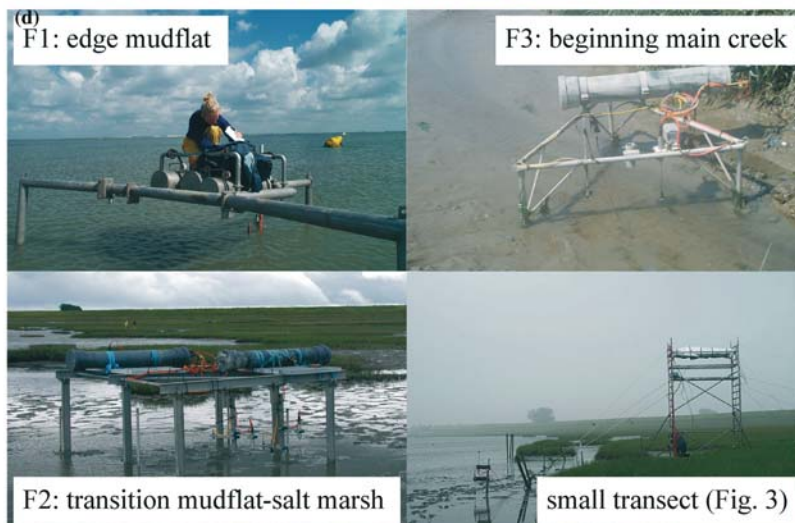 (d)
F1: edge mudflat
F3: beginning main creek
F2: transition mudflat-salt marsh
small transect (Fig. 3)